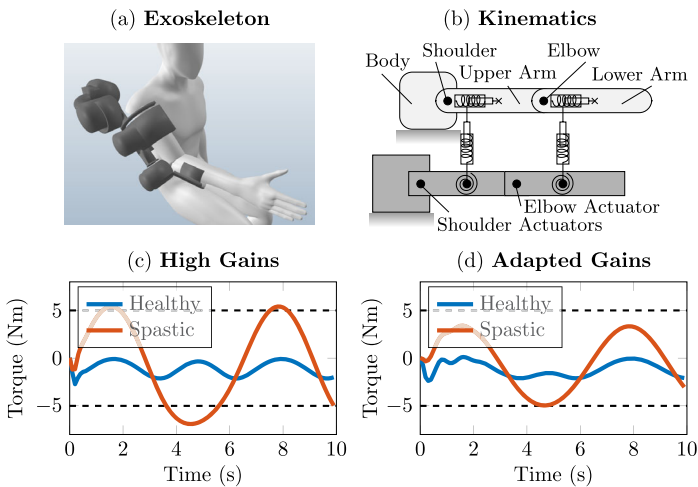 (a) Exoskeleton
(b) Kinematics
Shoulder
Elbow
Body
Upper Arm
Lower Arm
Elbow Actuator
Shoulder Actuators
(c) High Gains
Torque (Nm)
5
0
−5
Healthy
Spastic
0 2 4 6 8 10
Time (s)
(d) Adapted Gains
Torque (Nm)
5
0
−5
Healthy
Spastic
0 2 4 6 8 10
Time (s)